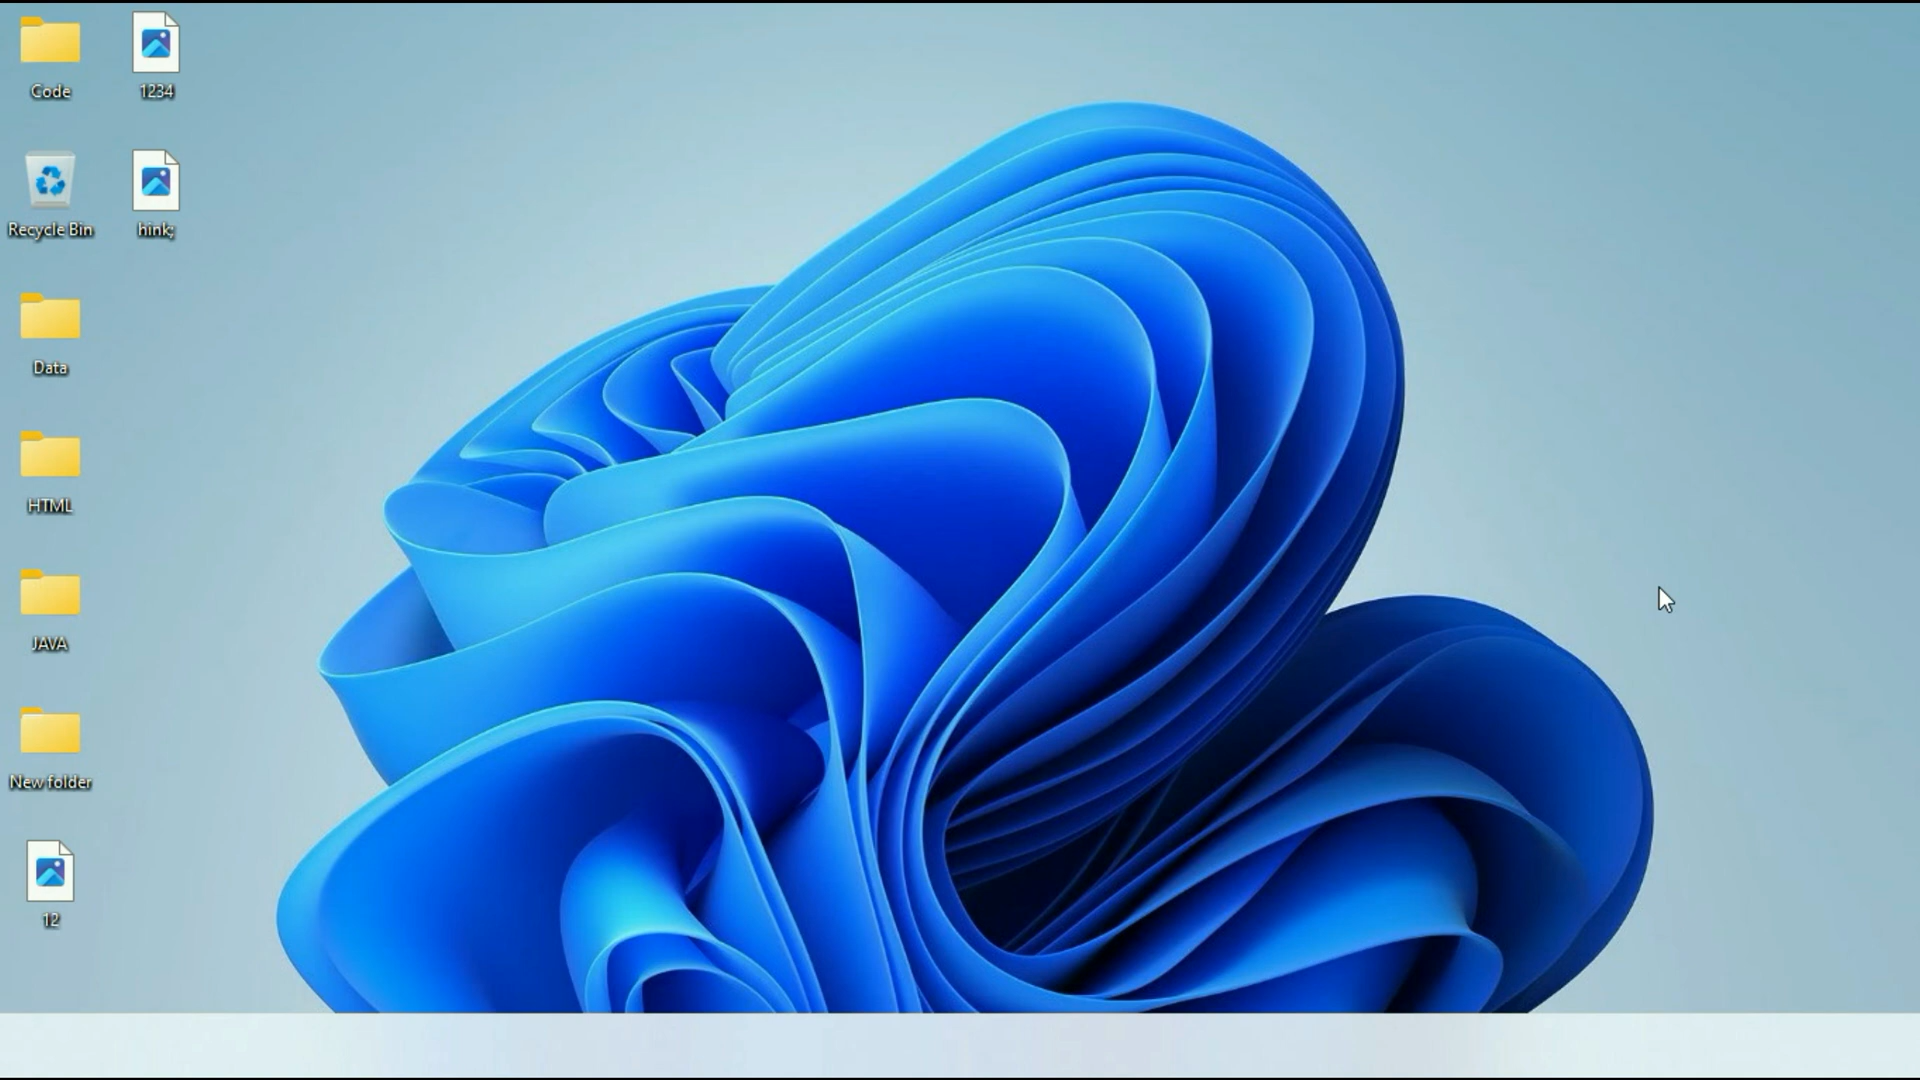 Code
1234
Recycle Bin
hink;
Data
HTML
JAVA
New folder
12